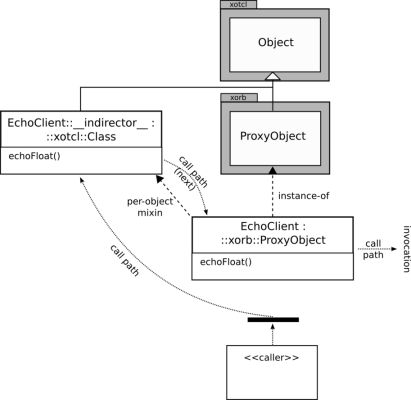 xotcl
Object
xorb
ProxyObject
EchoClient::__indirector__ :
::xotcl::Class
echoFloat()
call path
(next)
per-object
mixin
instance-of
EchoClient :
::xorb::ProxyObject
echoFloat()
call
path
invocation
call path
<<caller>>